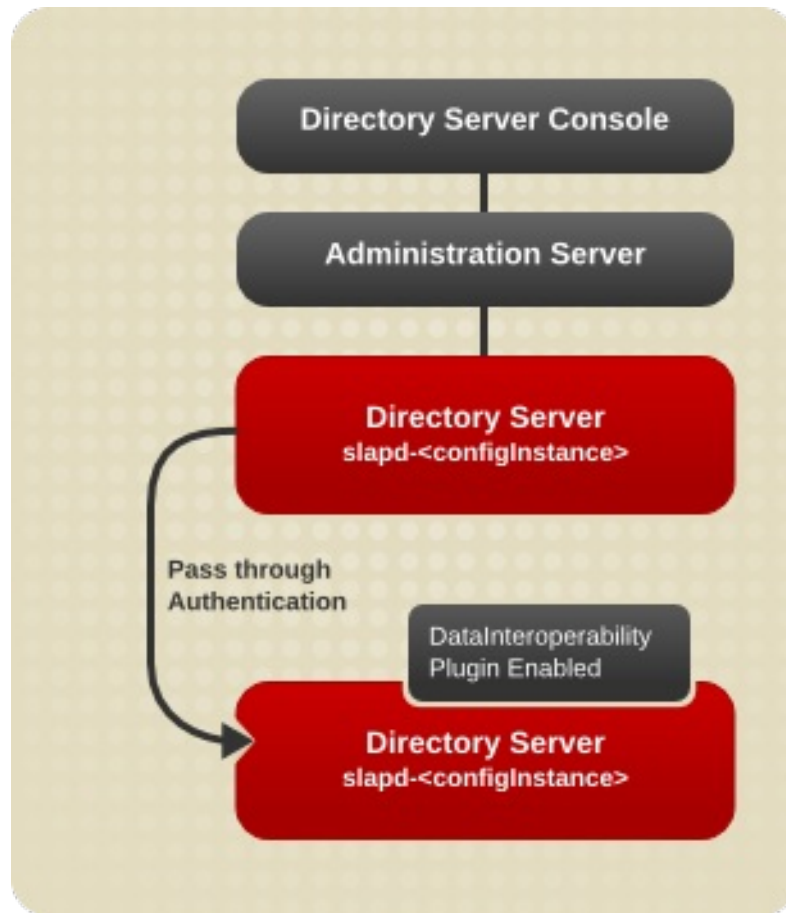 Directory Server Console
Administration Server
Directory Server
slapd-<configInstance>
Pass through
Authentication
DataInteroperability
Plugin Enabled
Directory Server
slapd-<configInstance>